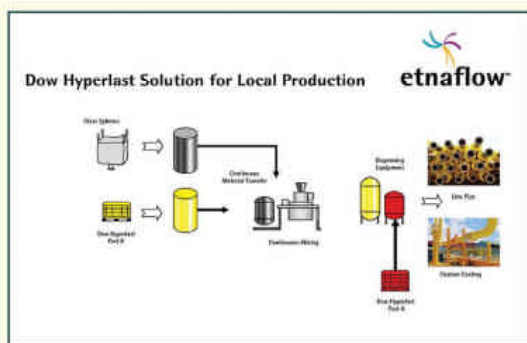 etnaflow™
Dow Hyperlast Solution for Local Production
Glass Spheres
Continuous
Material Transfer
Dow Hyperlast
Part B
Continuous Mixing
Dispensing
Equipment
Line Pipe
Custom Coating
Dow Hyperlast
Part A